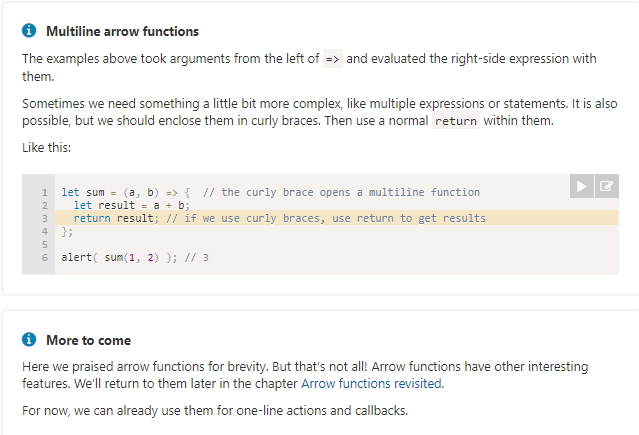 Multiline arrow functions
The examples above took arguments from the left of => and evaluated the right-side expression with
them.
Sometimes we need something a little bit more complex, like multiple expressions or statements. It is also
possible, but we should enclose them in curly braces. Then use a normal return within them.
Like this:
1 let sum = (a, b) => {  // the curly brace opens a multiline function
2   let result = a + b;
3   return result; // if we use curly braces, use return to get results
4 };
5
6 alert( sum(1, 2) ); // 3
More to come
Here we praised arrow functions for brevity. But that's not all! Arrow functions have other interesting
features. We'll return to them later in the chapter Arrow functions revisited.
For now, we can already use them for one-line actions and callbacks.